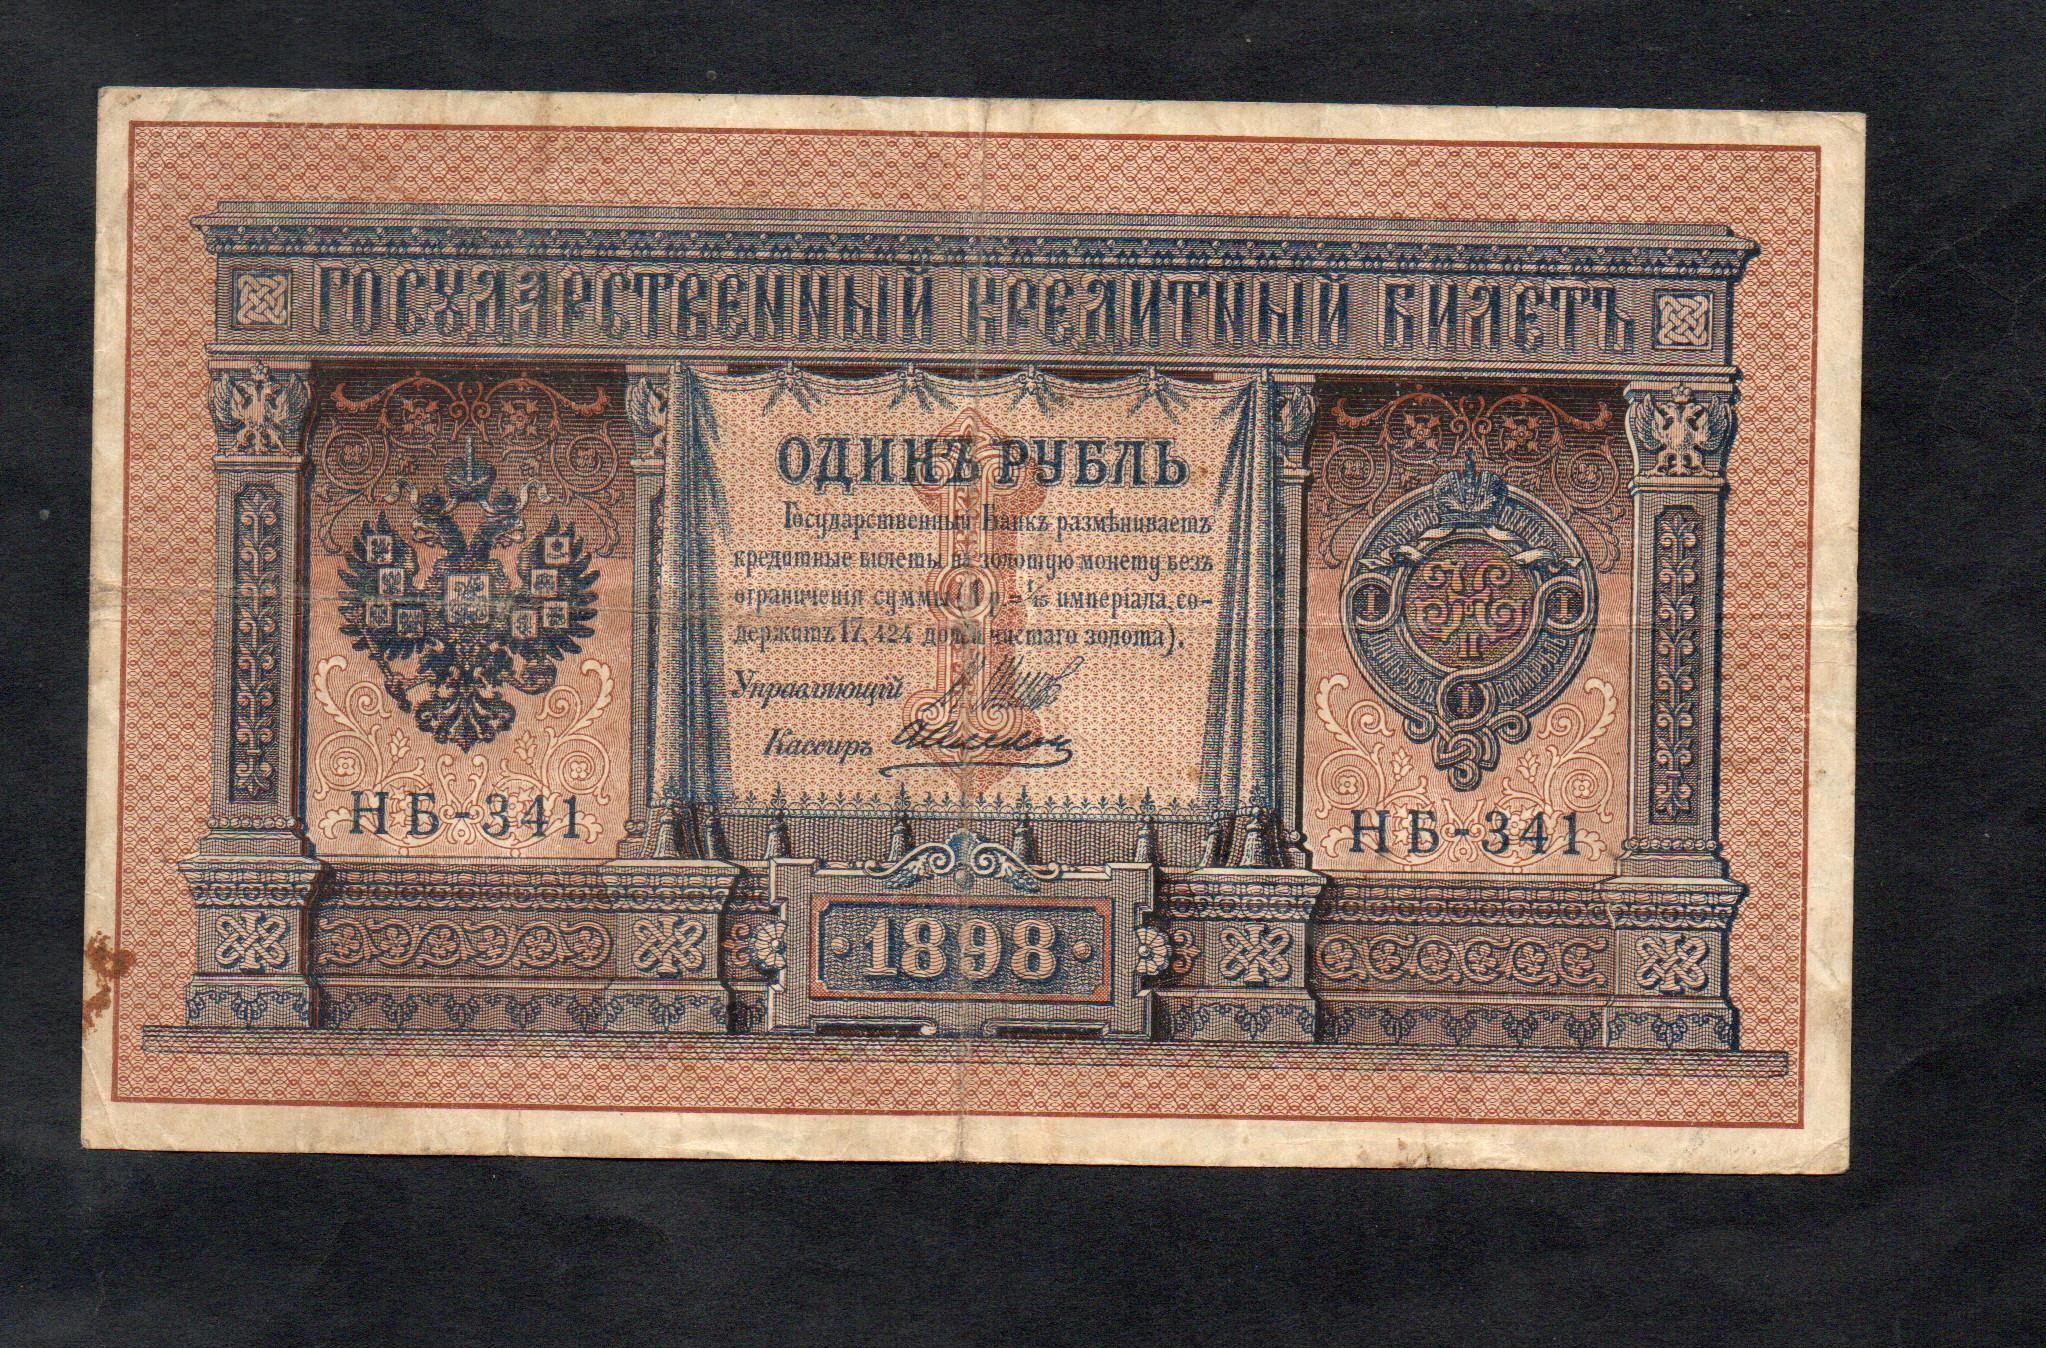 ГОСУДАРСТВЕННЫЙ КРЕДИТНЫЙ БИЛЕТЪ
ОДИНЪ РУБЛЬ
Государственный Банкъ размѣниваетъ
кредитные билеты на золотую монету безъ
ограниченія суммы (1 р. = 1/15 имперіала, со-
держитъ 17,424 долей чистаго золота).
Управляющій
Кассиръ
НБ-341
НБ-341
1898